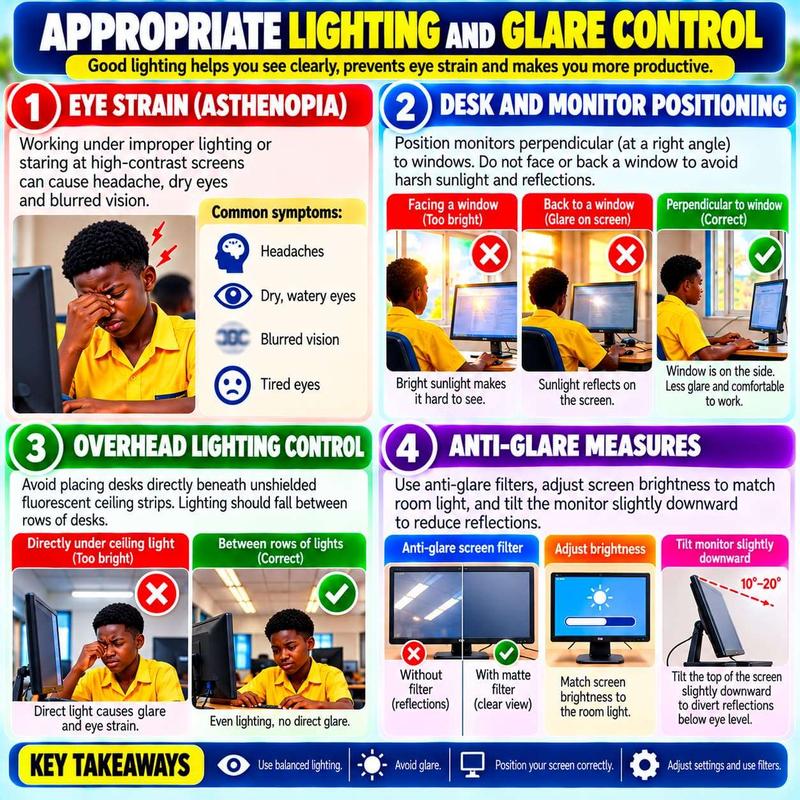 APPROPRIATE LIGHTING AND GLARE CONTROL
Good lighting helps you see clearly, prevents eye strain and makes you more productive.
1 EYE STRAIN (ASTHENOPIA)
Working under improper lighting or
staring at high-contrast screens
can cause headache, dry eyes
and blurred vision.
Common symptoms:
Headaches
Dry, watery eyes
Blurred vision
Tired eyes
2 DESK AND MONITOR POSITIONING
Position monitors perpendicular (at a right angle)
to windows. Do not face or back a window to avoid
harsh sunlight and reflections.
Facing a window
(Too bright)
Bright sunlight makes
it hard to see.
Back to a window
(Glare on screen)
Sunlight reflects on
the screen.
Perpendicular to window
(Correct)
Window is on the side.
Less glare and comfortable
to work.
3 OVERHEAD LIGHTING CONTROL
Avoid placing desks directly beneath unshielded
fluorescent ceiling strips. Lighting should fall between
rows of desks.
Directly under ceiling light
(Too bright)
Direct light causes glare
and eye strain.
Between rows of lights
(Correct)
Even lighting, no direct glare.
4 ANTI-GLARE MEASURES
Use anti-glare filters, adjust screen brightness to match
room light, and tilt the monitor slightly downward
to reduce reflections.
Anti-glare screen filter
Without
filter
(reflections)
With matte
filter
(clear view)
Adjust brightness
Match screen
brightness to
the room light.
Tilt monitor slightly
downward
10°-20°
Tilt the top of the screen
slightly downward
to divert reflections
below eye level.
KEY TAKEAWAYS
Use balanced lighting.
Avoid glare.
Position your screen correctly.
Adjust settings and use filters.